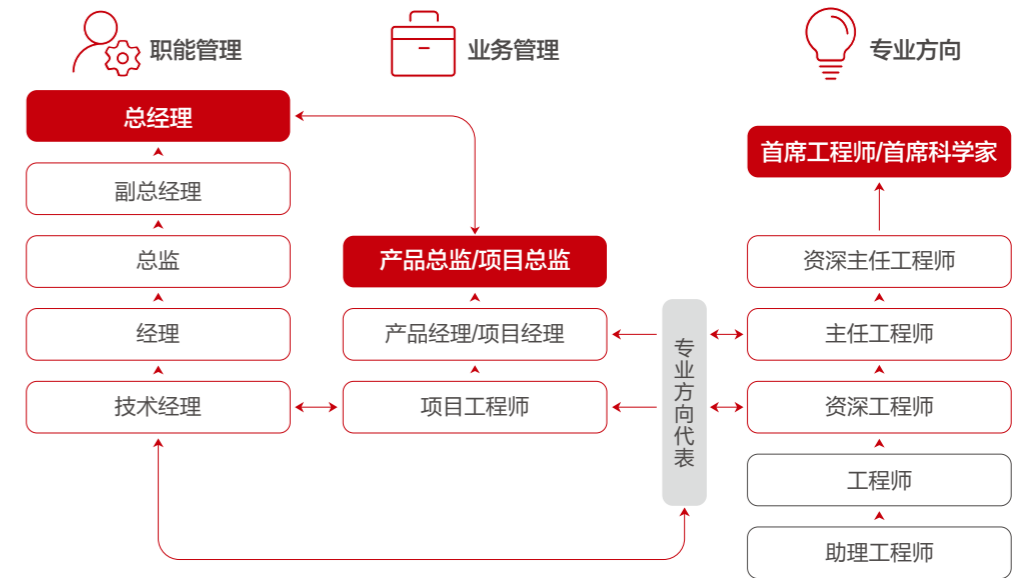 职能管理
业务管理
专业方向
总经理
副总经理
总监
经理
技术经理
产品总监/项目总监
产品经理/项目经理
项目工程师
专业方向代表
首席工程师/首席科学家
资深主任工程师
主任工程师
资深工程师
工程师
助理工程师